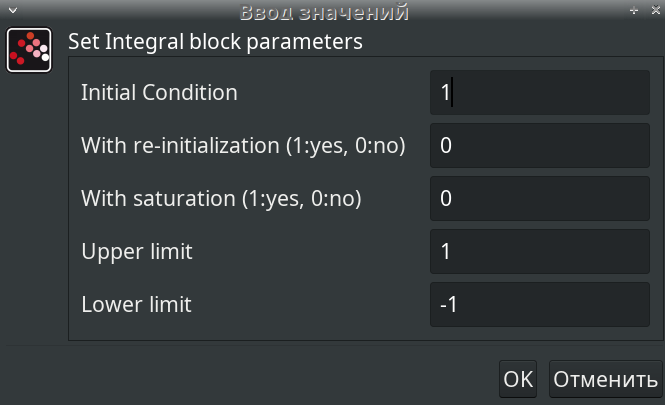 Ввод значений
Set Integral block parameters
Initial Condition 1
With re-initialization (1:yes, 0:no) 0
With saturation (1:yes, 0:no) 0
Upper limit 1
Lower limit -1
OK Отменить